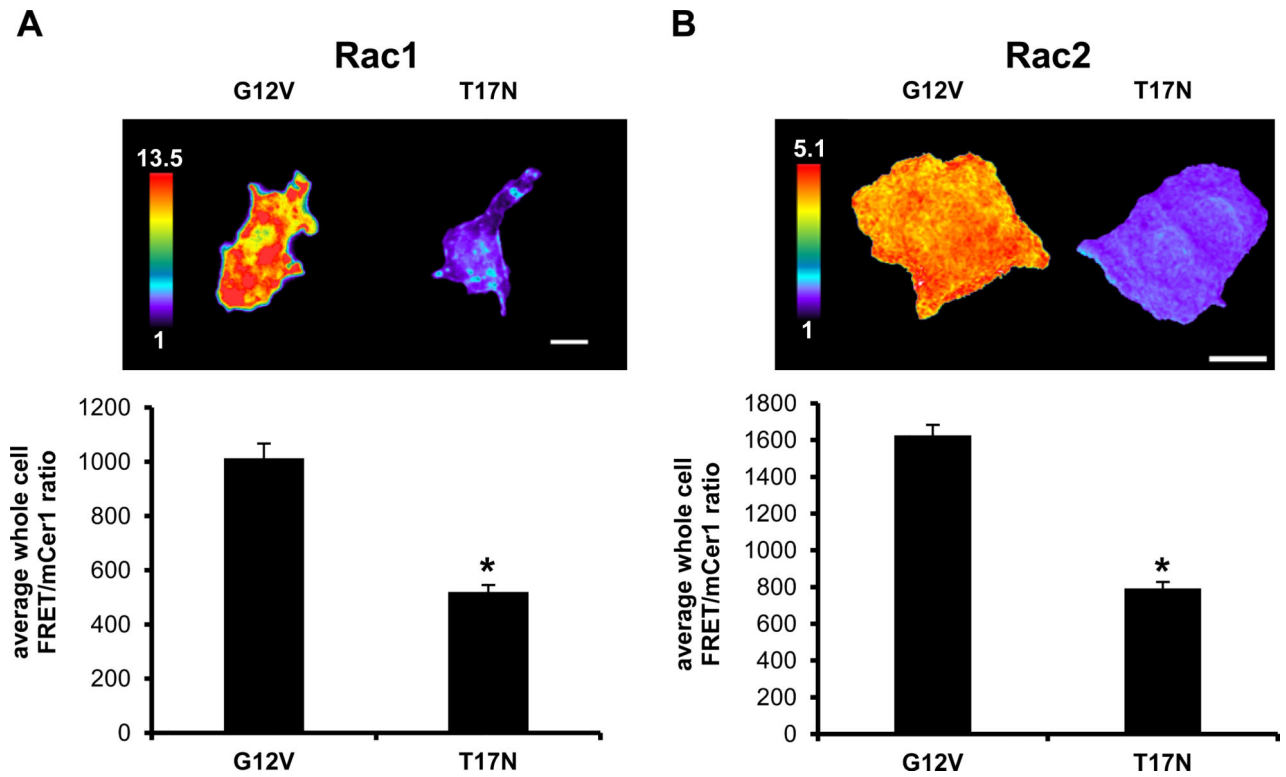 A
Rac1
G12V T17N
13.5
1
1200
1000
800
600
400
200
0
average whole cell
FRET/mCer1 ratio
*
G12V T17N
B
Rac2
G12V T17N
5.1
1
1800
1600
1400
1200
1000
800
600
400
200
0
average whole cell
FRET/mCer1 ratio
*
G12V T17N